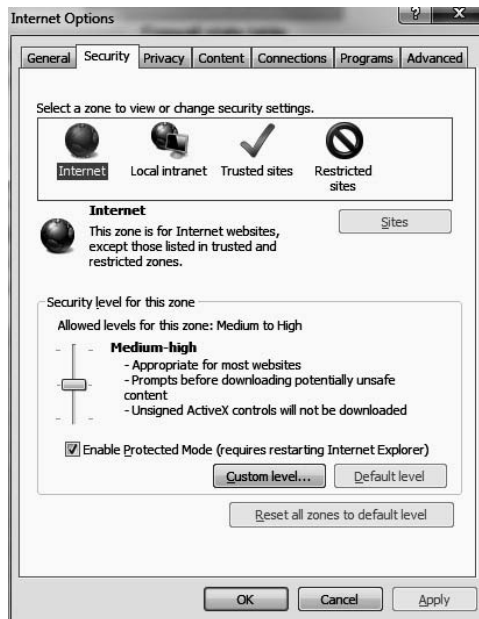 Internet Options
?
X
General Security Privacy Content Connections Programs Advanced
Select a zone to view or change security settings.
Internet Local intranet Trusted sites Restricted
sites
Internet
This zone is for Internet websites,
except those listed in trusted and
restricted zones.
Sites
Security level for this zone
Allowed levels for this zone: Medium to High
Medium-high
- Appropriate for most websites
- Prompts before downloading potentially unsafe
content
- Unsigned ActiveX controls will not be downloaded
Enable Protected Mode (requires restarting Internet Explorer)
Custom level... Default level
Reset all zones to default level
OK Cancel Apply